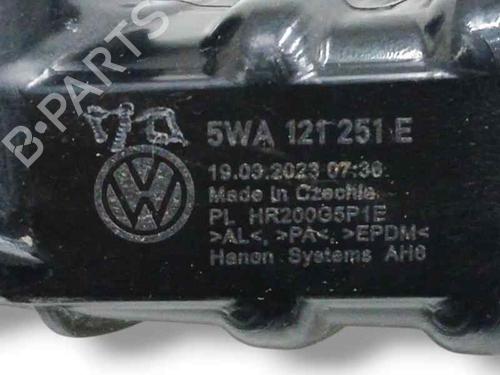 B-PARTS
5WA 121 251 E
19.03.2023 07:36
Made in Czechia
PL HR200G5P1E
>AL<, >PA<, >EPDM<
Hanon Systems AH6